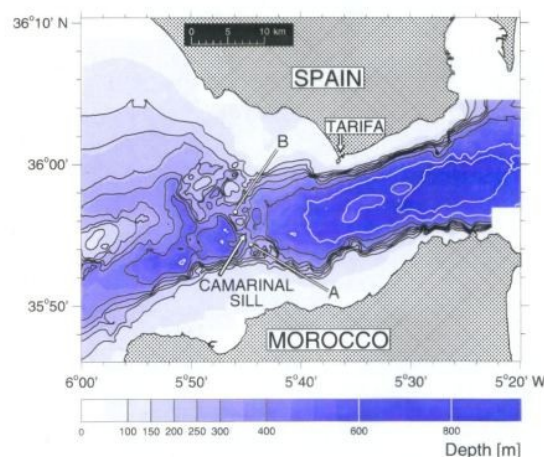 36°10' N
0 5 10 km
SPAIN
TARIFA
B
36°00'
CAMARINAL
SILL
A
35°50'
MOROCCO
6°00' 5°50' 5°40' 5°30' 5°20' W
0 100 150 200 250 300 400 600 800
Depth [m]